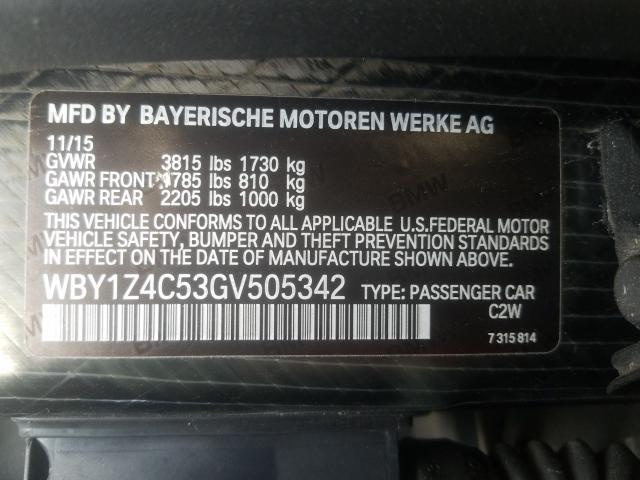 MFD BY BAYERISCHE MOTOREN WERKE AG
11/15
GVWR 3815 lbs 1730 kg
GAWR FRONT 1785 lbs 810 kg
GAWR REAR 2205 lbs 1000 kg
THIS VEHICLE CONFORMS TO ALL APPLICABLE U.S.FEDERAL MOTOR
VEHICLE SAFETY, BUMPER AND THEFT PREVENTION STANDARDS
IN EFFECT ON THE DATE OF MANUFACTURE SHOWN ABOVE.
WBY1Z4C53GV505342 TYPE: PASSENGER CAR
C2W
7 315 814